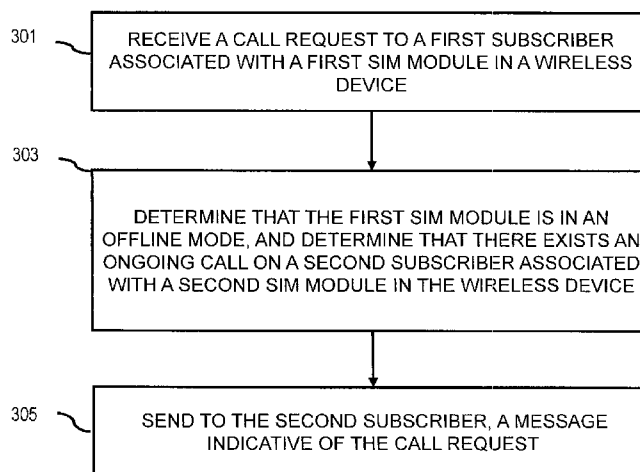 301
RECEIVE A CALL REQUEST TO A FIRST SUBSCRIBER
ASSOCIATED WITH A FIRST SIM MODULE IN A WIRELESS
DEVICE
303
DETERMINE THAT THE FIRST SIM MODULE IS IN AN
OFFLINE MODE, AND DETERMINE THAT THERE EXISTS AN
ONGOING CALL ON A SECOND SUBSCRIBER ASSOCIATED
WITH A SECOND SIM MODULE IN THE WIRELESS DEVICE
305
SEND TO THE SECOND SUBSCRIBER, A MESSAGE
INDICATIVE OF THE CALL REQUEST